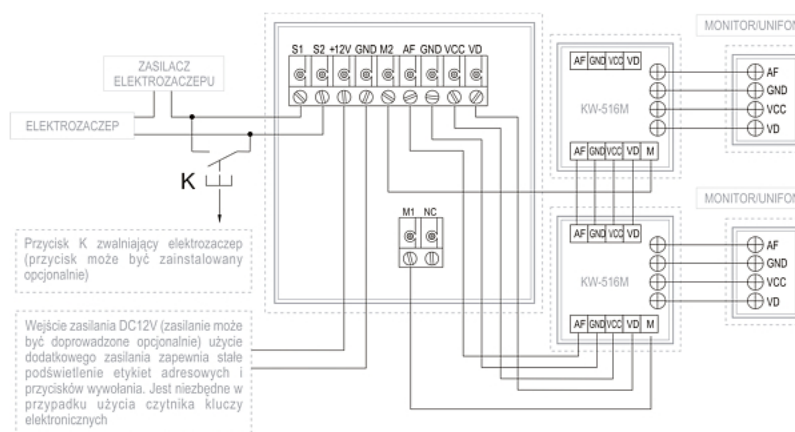 ZASILACZ
ELEKTROZACZEPU
ELEKTROZACZEP
K
Przycisk K zwalniający elektrozaczep
(przycisk może być zainstalowany
opcjonalnie)
Wejście zasilania DC12V (zasilanie może
być doprowadzone opcjonalnie) użycie
dodatkowego zasilania zapewnia stałe
podświetlenie etykiet adresowych i
przycisków wywołania. Jest niezbędne w
przypadku użycia czytnika kluczy
elektronicznych
S1 S2 +12V GND M2 AF GND VCC VD
M1 NC
AF GND VCC VD
KW-516M
AF GND VCC VD M
MONITOR/UNIFON
AF
GND
VCC
VD
AF GND VCC VD
KW-516M
AF GND VCC VD M
MONITOR/UNIFON
AF
GND
VCC
VD